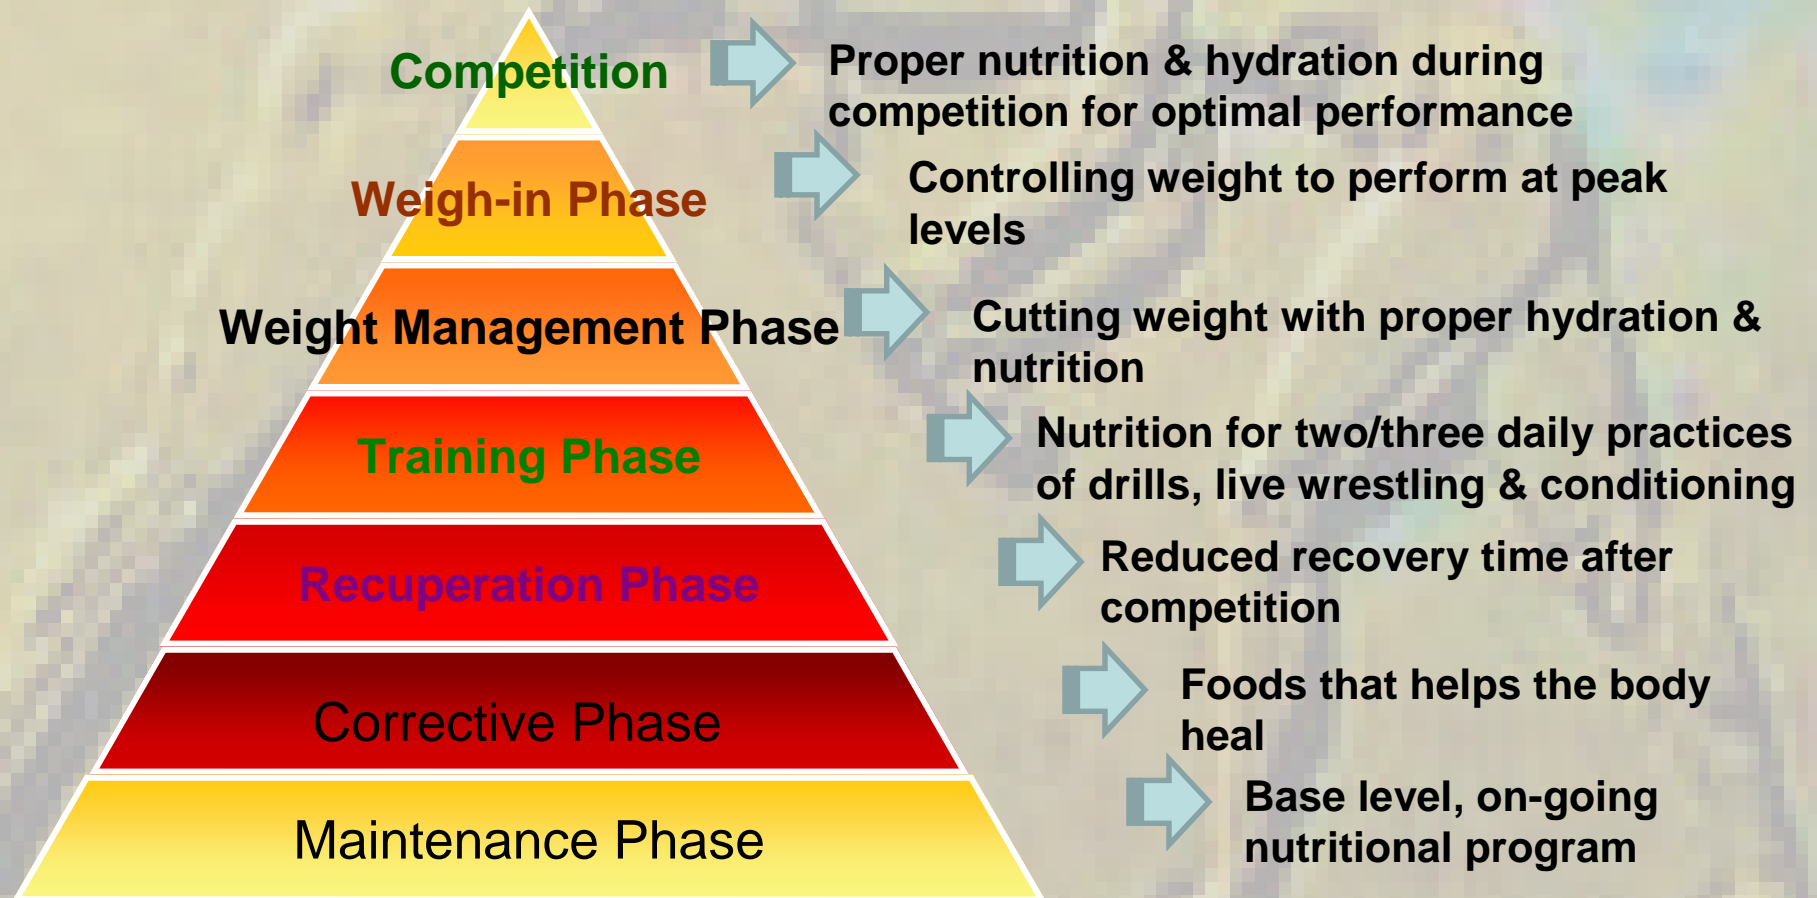 Competition
Proper nutrition & hydration during
competition for optimal performance
Weigh-in Phase
Controlling weight to perform at peak
levels
Weight Management Phase
Cutting weight with proper hydration &
nutrition
Training Phase
Nutrition for two/three daily practices
of drills, live wrestling & conditioning
Recuperation Phase
Reduced recovery time after
competition
Corrective Phase
Foods that helps the body
heal
Maintenance Phase
Base level, on-going
nutritional program